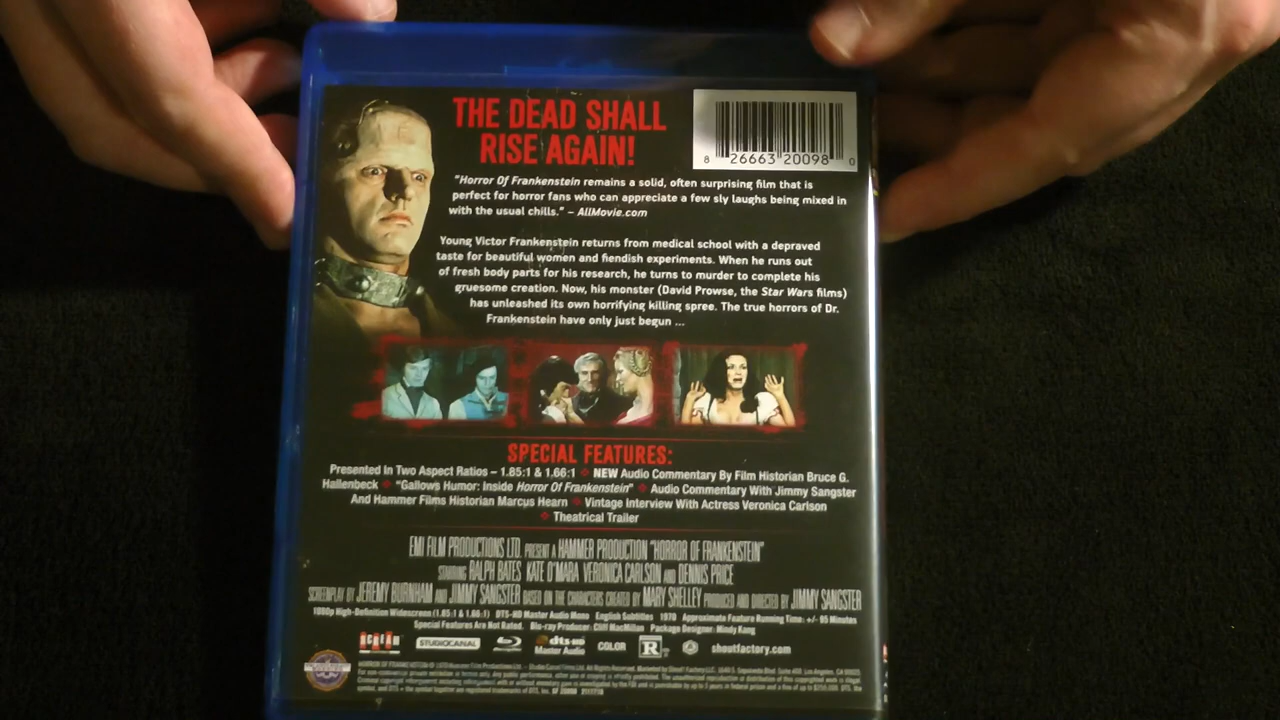 THE DEAD SHALL
RISE AGAIN!
8 26663 20098 0
"Horror Of Frankenstein remains a solid, often surprising film that is
perfect for horror fans who can appreciate a few sly laughs being mixed in
with the usual chills." – AllMovie.com
Young Victor Frankenstein returns from medical school with a depraved
taste for beautiful women and fiendish experiments. When he runs out
of fresh body parts for his research, he turns to murder to complete his
gruesome creation. Now, his monster (David Prowse, the Star Wars films)
has unleashed its own horrifying killing spree. The true horrors of Dr.
Frankenstein have only just begun ...
SPECIAL FEATURES:
Presented In Two Aspect Ratios – 1.85:1 & 1.66:1 ❖ NEW Audio Commentary By Film Historian Bruce G.
Hallenbeck ❖ "Gallows Humor: Inside Horror Of Frankenstein" ❖ Audio Commentary With Jimmy Sangster
And Hammer Films Historian Marcus Hearn ❖ Vintage Interview With Actress Veronica Carlson
❖ Theatrical Trailer
EMI FILM PRODUCTIONS LTD. PRESENT A HAMMER PRODUCTION "HORROR OF FRANKENSTEIN"
STARRING RALPH BATES KATE O'MARA VERONICA CARLSON AND DENNIS PRICE
SCREENPLAY BY JEREMY BURNHAM AND JIMMY SANGSTER BASED ON THE CHARACTERS CREATED BY MARY SHELLEY PRODUCED AND DIRECTED BY JIMMY SANGSTER
1080p High-Definition Widescreen (1.85:1 & 1.66:1) DTS-HD Master Audio Mono English Subtitles 1970 Approximate Feature Running Time: +/- 95 Minutes
Special Features Are Not Rated. Blu-ray Producer: Cliff MacMillan Package Designer: Mindy Kang
SCREAM STUDIOCANAL Blu-ray dts-HD Master Audio COLOR R shoutfactory.com